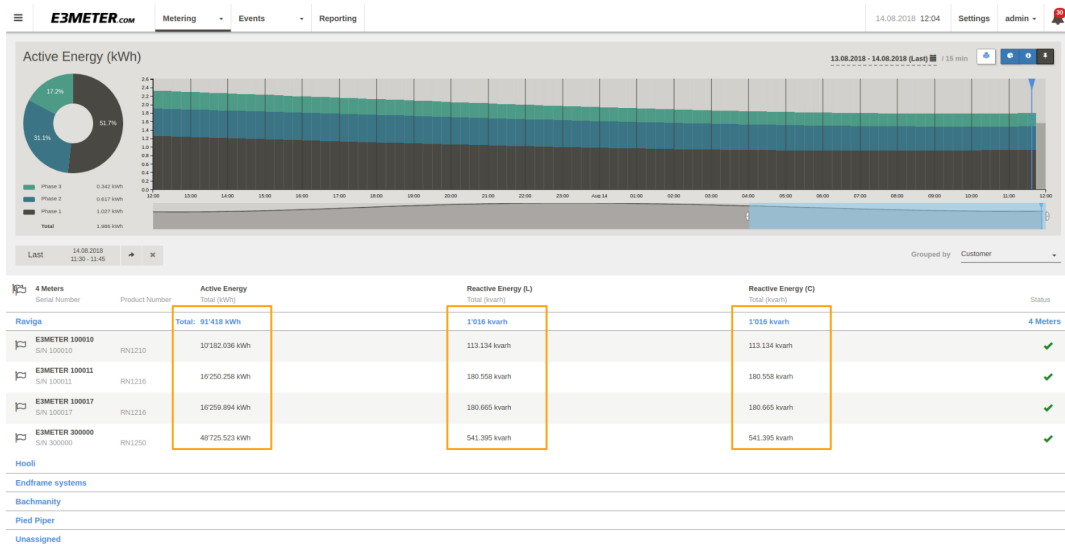 E3METER.COM Metering Events Reporting 14.08.2018 12:04 Settings admin 30
Active Energy (kWh) 13.08.2018 - 14.08.2018 (Last) / 15 min
17.2%
51.7%
31.1%
2.6
2.4
2.2
2.0
1.8
1.6
1.4
1.2
1.0
0.8
0.6
0.4
0.2
0.0
12:00 13:00 14:00 15:00 16:00 17:00 18:00 19:00 20:00 21:00 22:00 23:00 Aug 14 01:00 02:00 03:00 04:00 05:00 06:00 07:00 08:00 09:00 10:00 11:00 12:00
Phase 3 0.342 kWh
Phase 2 0.617 kWh
Phase 1 1.027 kWh
Total 1.986 kWh
Last 14.08.2018
11:30 - 11:45
Grouped by Customer
4 Meters Active Energy Reactive Energy (L) Reactive Energy (C)
Serial Number Product Number Total (kWh) Total (kvarh) Total (kvarh) Status
Raviga Total: 91'418 kWh 1'016 kvarh 1'016 kvarh 4 Meters
E3METER 100010
S/N 100010 RN1210 10'182.036 kWh 113.134 kvarh 113.134 kvarh
E3METER 100011
S/N 100011 RN1216 16'250.258 kWh 180.558 kvarh 180.558 kvarh
E3METER 100017
S/N 100017 RN1216 16'259.894 kWh 180.665 kvarh 180.665 kvarh
E3METER 300000
S/N 300000 RN1250 48'725.523 kWh 541.395 kvarh 541.395 kvarh
Hooli
Endframe systems
Bachmanity
Pied Piper
Unassigned